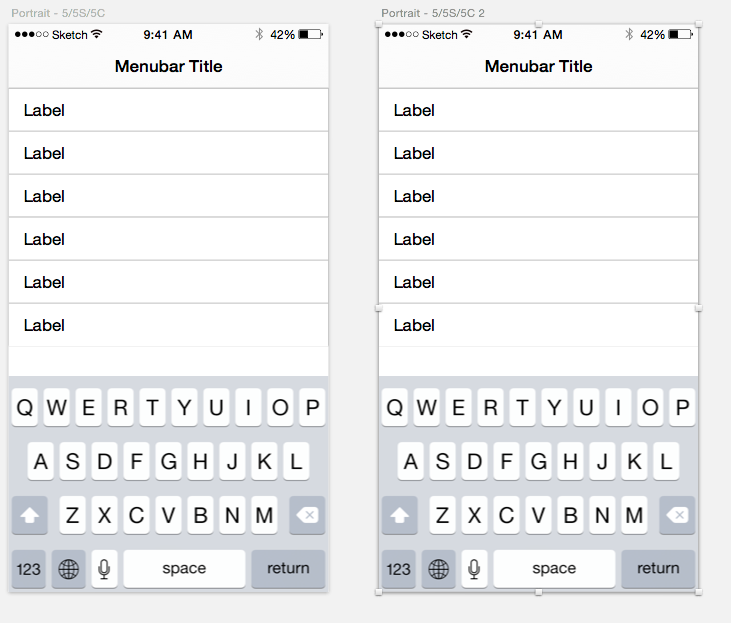 Portrait - 5/5S/5C
Sketch 9:41 AM 42%
Menubar Title
Label
Label
Label
Label
Label
Label
Q W E R T Y U I O P
A S D F G H J K L
Z X C V B N M
123 space return
Portrait - 5/5S/5C 2
Sketch 9:41 AM 42%
Menubar Title
Label
Label
Label
Label
Label
Label
Q W E R T Y U I O P
A S D F G H J K L
Z X C V B N M
123 space return